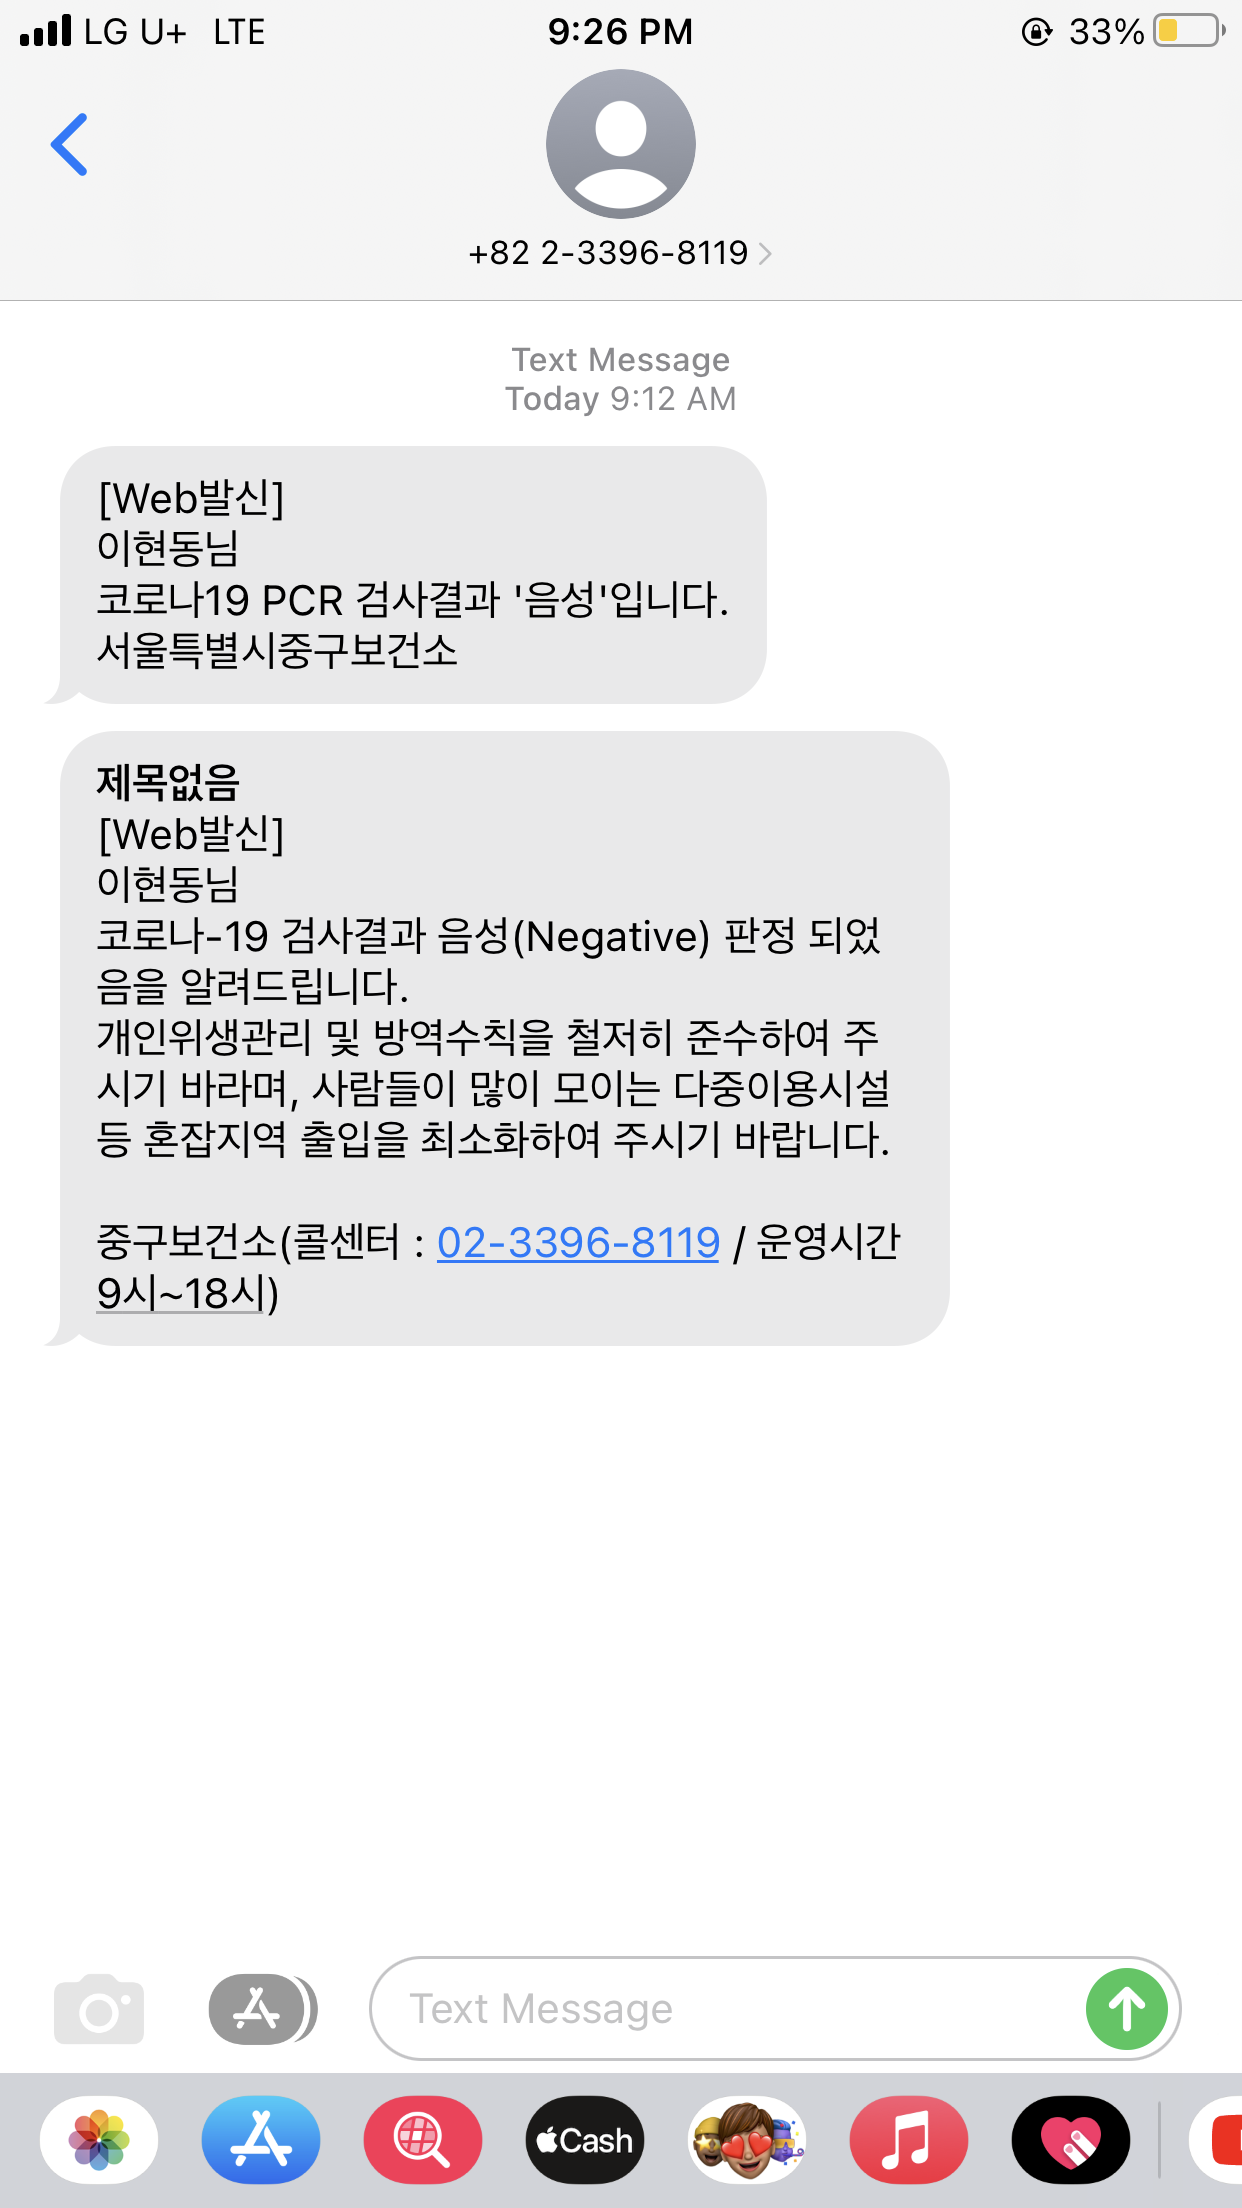 LG U+ LTE 9:26 PM 33%
+82 2-3396-8119
Text Message
Today 9:12 AM
[Web발신]
이현동님
코로나19 PCR 검사결과 '음성'입니다.
서울특별시중구보건소
제목없음
[Web발신]
이현동님
코로나-19 검사결과 음성(Negative) 판정 되었
음을 알려드립니다.
개인위생관리 및 방역수칙을 철저히 준수하여 주
시기 바라며, 사람들이 많이 모이는 다중이용시설
등 혼잡지역 출입을 최소화하여 주시기 바랍니다.
중구보건소(콜센터 : 02-3396-8119 / 운영시간
9시~18시)
Text Message
Cash